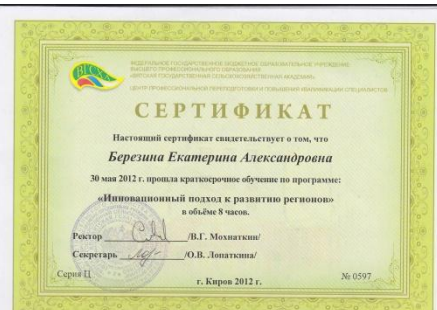 ВГСХА
ФЕДЕРАЛЬНОЕ ГОСУДАРСТВЕННОЕ БЮДЖЕТНОЕ ОБРАЗОВАТЕЛЬНОЕ УЧРЕЖДЕНИЕ
ВЫСШЕГО ПРОФЕССИОНАЛЬНОГО ОБРАЗОВАНИЯ
«ВЯТСКАЯ ГОСУДАРСТВЕННАЯ СЕЛЬСКОХОЗЯЙСТВЕННАЯ АКАДЕМИЯ»
ЦЕНТР ПРОФЕССИОНАЛЬНОЙ ПЕРЕПОДГОТОВКИ И ПОВЫШЕНИЯ КВАЛИФИКАЦИИ СПЕЦИАЛИСТОВ
СЕРТИФИКАТ
Настоящий сертификат свидетельствует о том, что
Березина Екатерина Александровна
30 мая 2012 г. прошла краткосрочное обучение по программе:
«Инновационный подход к развитию регионов»
в объёме 8 часов.
Ректор /В.Г. Мохнаткин/
Секретарь /О.В. Лопаткина/
Серия Ц
г. Киров 2012 г.
№ 0597